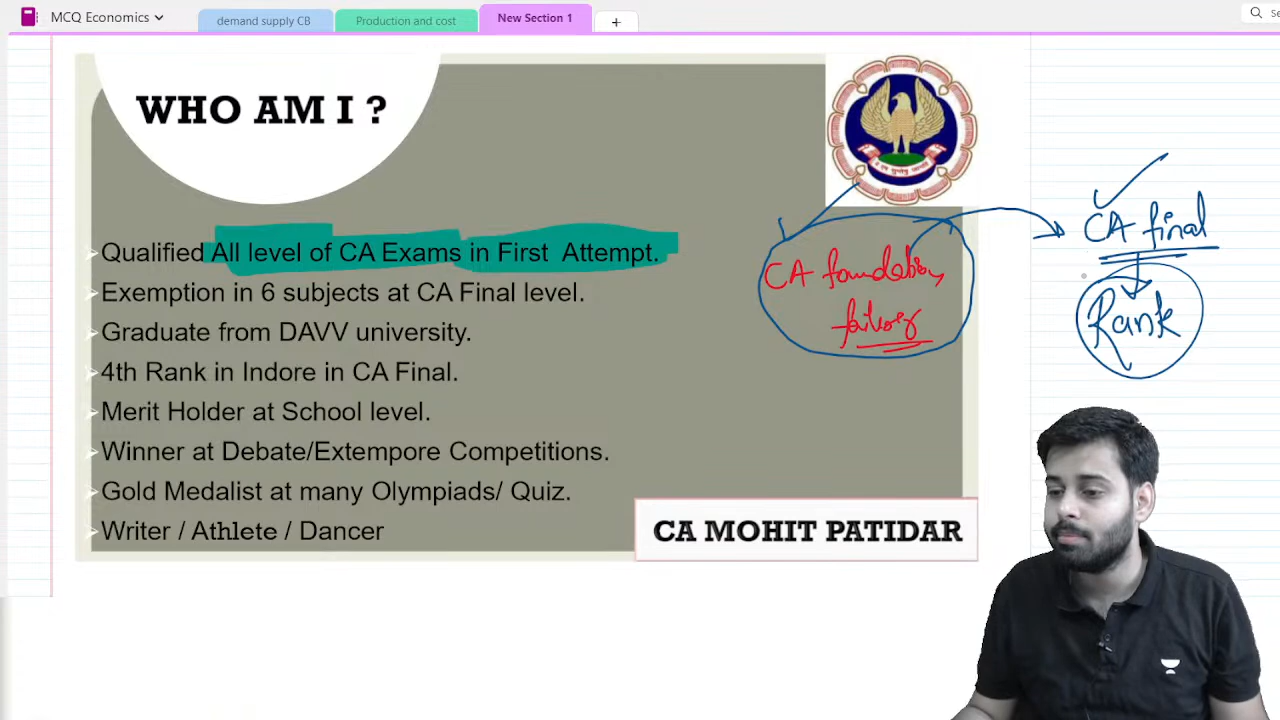 MCQ Economics
demand supply CB
Production and cost
New Section 1
+
Se
WHO AM I ?
Qualified All level of CA Exams in First Attempt.
Exemption in 6 subjects at CA Final level.
Graduate from DAVV university.
4th Rank in Indore in CA Final.
Merit Holder at School level.
Winner at Debate/Extempore Competitions.
Gold Medalist at many Olympiads/ Quiz.
Writer / Athlete / Dancer
CA foundation
CA final
Rank
CA MOHIT PATIDAR